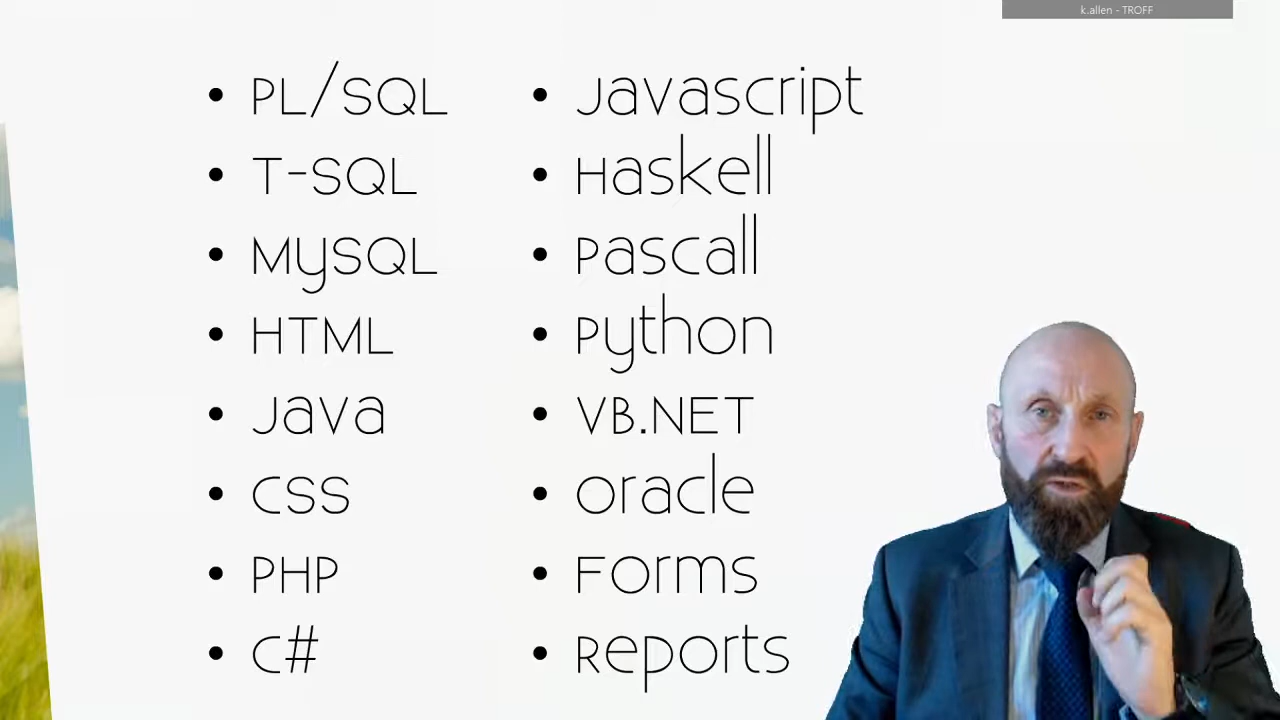 k.allen - TROFF
• PL/SQL
• T-SQL
• MySQL
• HTML
• Java
• CSS
• PHP
• C#
• Javascript
• Haskell
• Pascall
• Python
• VB.NET
• Oracle
• Forms
• Reports